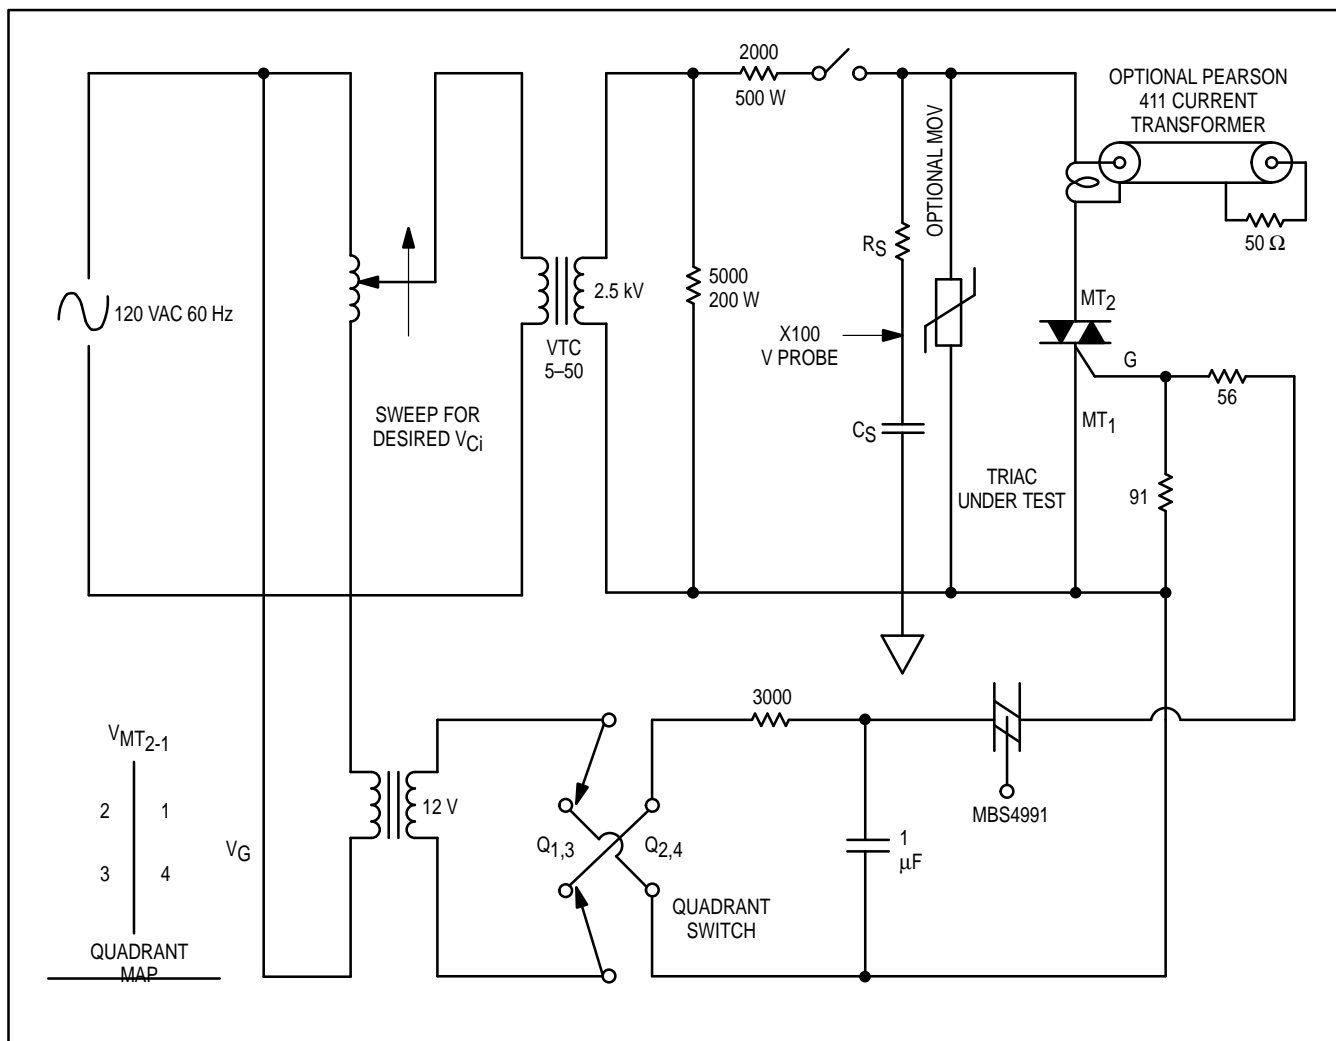 2000
500 W
OPTIONAL PEARSON
411 CURRENT
TRANSFORMER
OPTIONAL MOV
50 Ω
RS
120 VAC 60 Hz
2.5 kV
5000
200 W
VTC
5–50
X100
V PROBE
MT2
G
56
SWEEP FOR
DESIRED VCi
CS
MT1
TRIAC
UNDER TEST
91
3000
VMT2-1
2
1
12 V
MBS4991
VG
Q1,3
Q2,4
1
μF
3
4
QUADRANT
SWITCH
QUADRANT
MAP